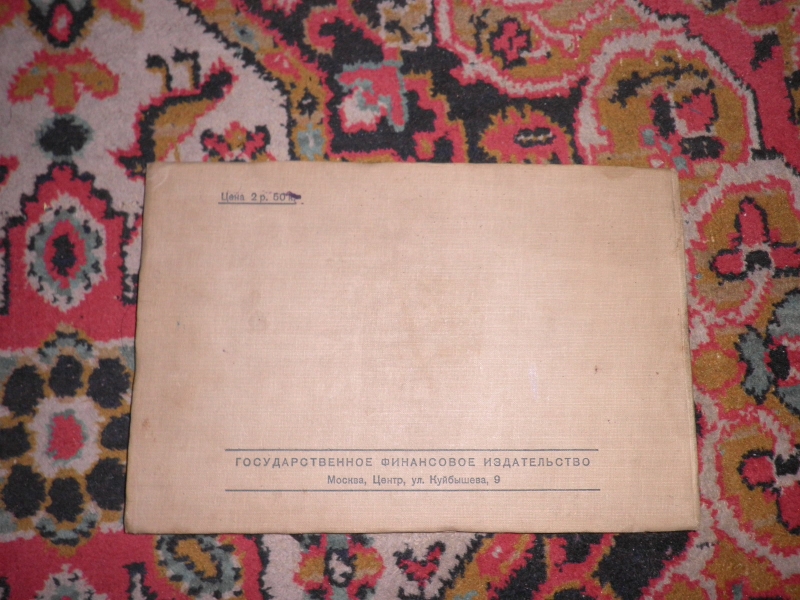 Цена 2 р. 50 к.
ГОСУДАРСТВЕННОЕ ФИНАНСОВОЕ ИЗДАТЕЛЬСТВО
Москва, Центр, ул. Куйбышева, 9